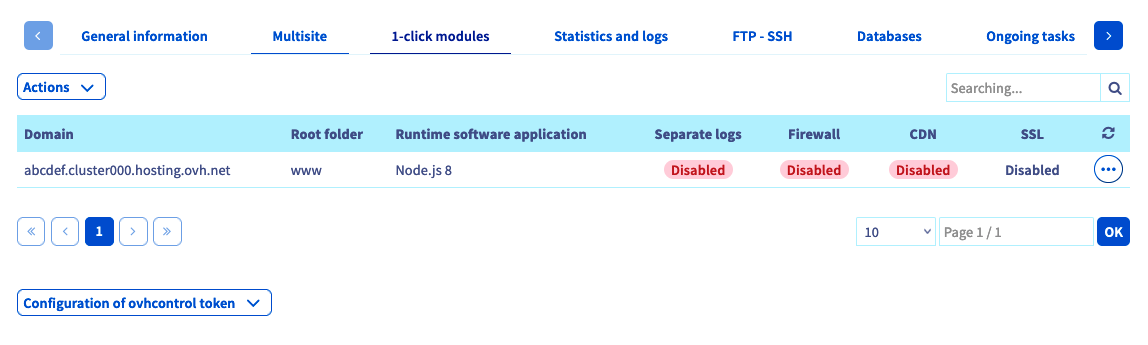 General information Multisite 1-click modules Statistics and logs FTP - SSH Databases Ongoing tasks
Actions Searching...
Domain Root folder Runtime software application Separate logs Firewall CDN SSL
abcdef.cluster000.hosting.ovh.net www Node.js 8 Disabled Disabled Disabled Disabled
« ‹ 1 › » 10 Page 1 / 1 OK
Configuration of ovhcontrol token